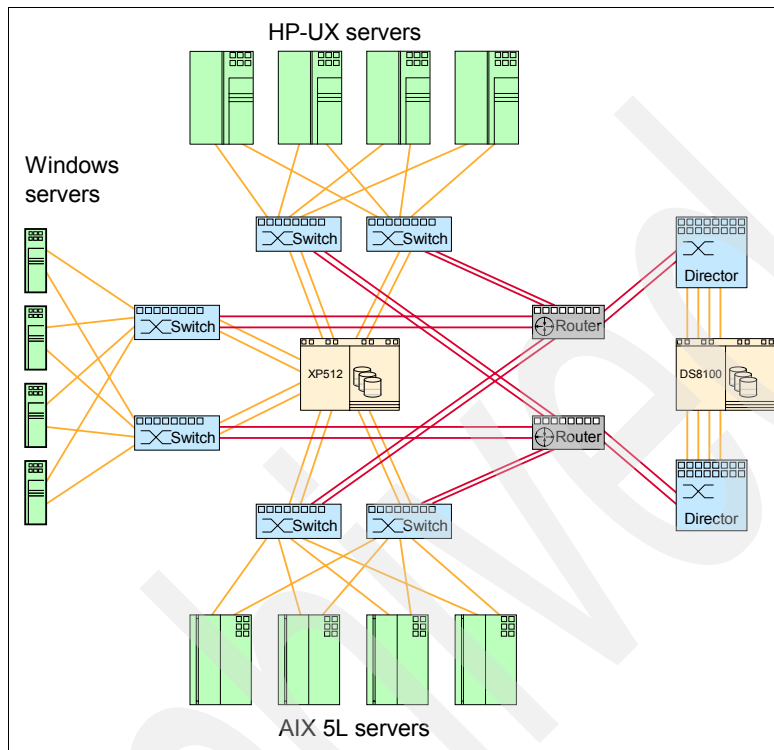 HP-UX servers
Windows
servers
Switch
Switch
Director
Switch
Router
XP512
DS8100
Switch
Router
Switch
Switch
Director
AIX 5L servers